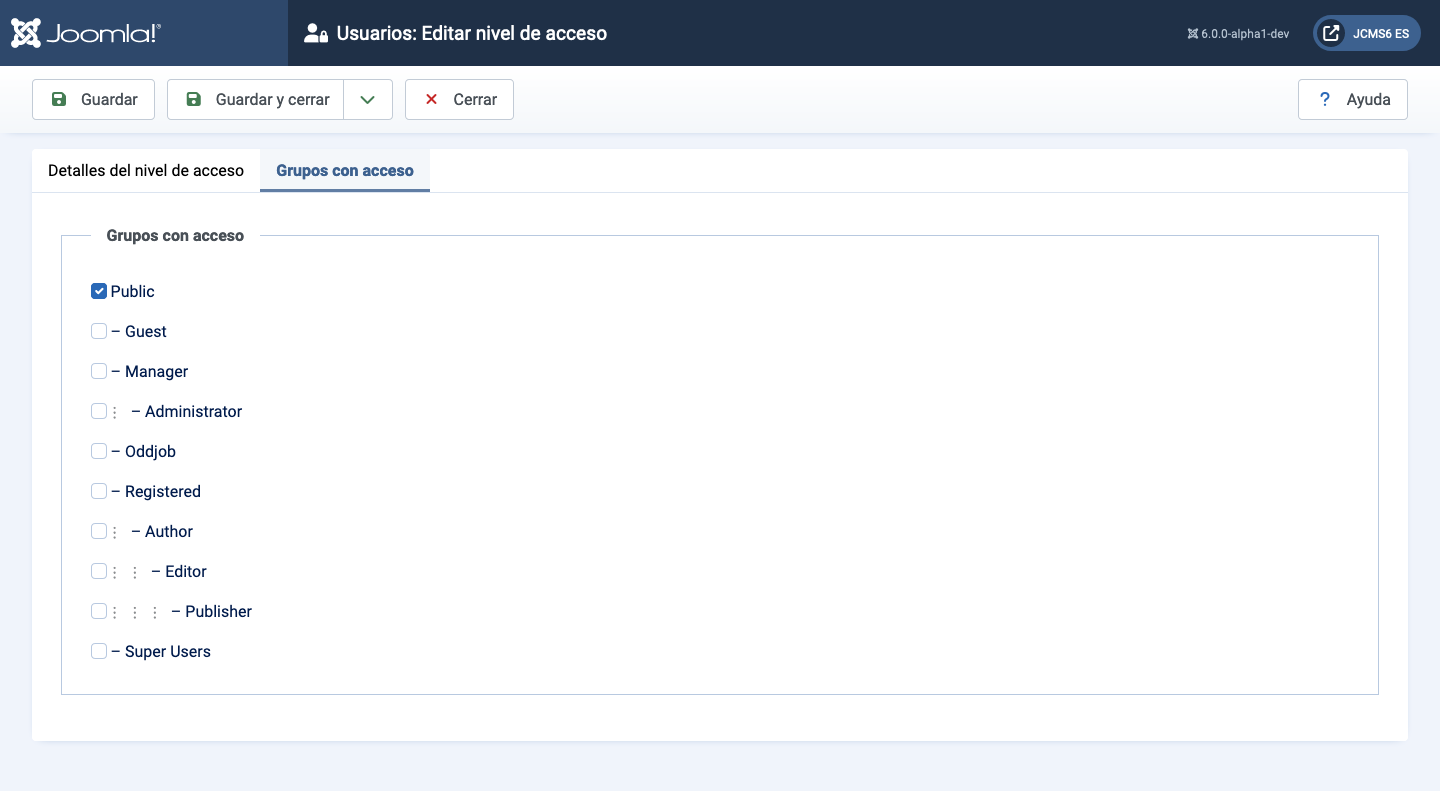 Joomla!®
Usuarios: Editar nivel de acceso
6.0.0-alpha1-dev
JCMS6 ES
Guardar
Guardar y cerrar
Cerrar
? Ayuda
Detalles del nivel de acceso
Grupos con acceso
Grupos con acceso
Public
– Guest
– Manager
⋮ – Administrator
– Oddjob
– Registered
⋮ – Author
⋮ ⋮ – Editor
⋮ ⋮ ⋮ – Publisher
– Super Users